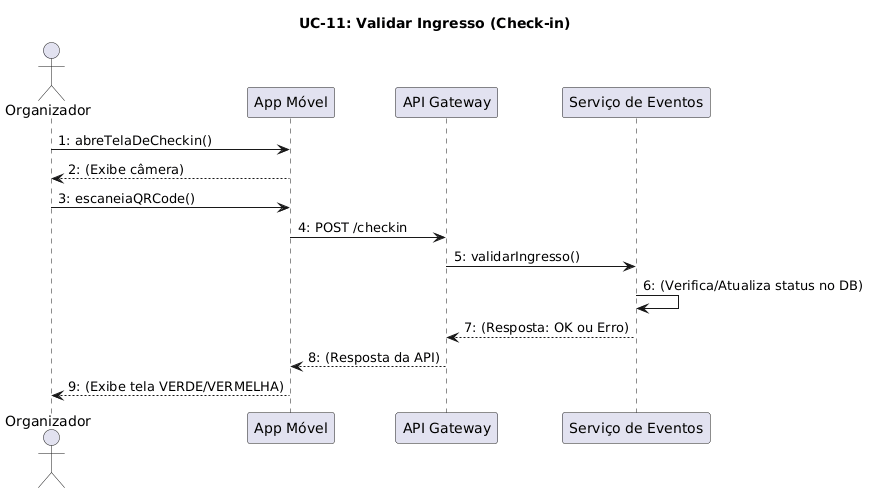 UC-11: Validar Ingresso (Check-in)
Organizador
App Móvel
API Gateway
Serviço de Eventos
1: abreTelaDeCheckin()
2: (Exibe câmera)
3: escaneiaQRCode()
4: POST /checkin
5: validarIngresso()
6: (Verifica/Atualiza status no DB)
7: (Resposta: OK ou Erro)
8: (Resposta da API)
9: (Exibe tela VERDE/VERMELHA)
Organizador
App Móvel
API Gateway
Serviço de Eventos